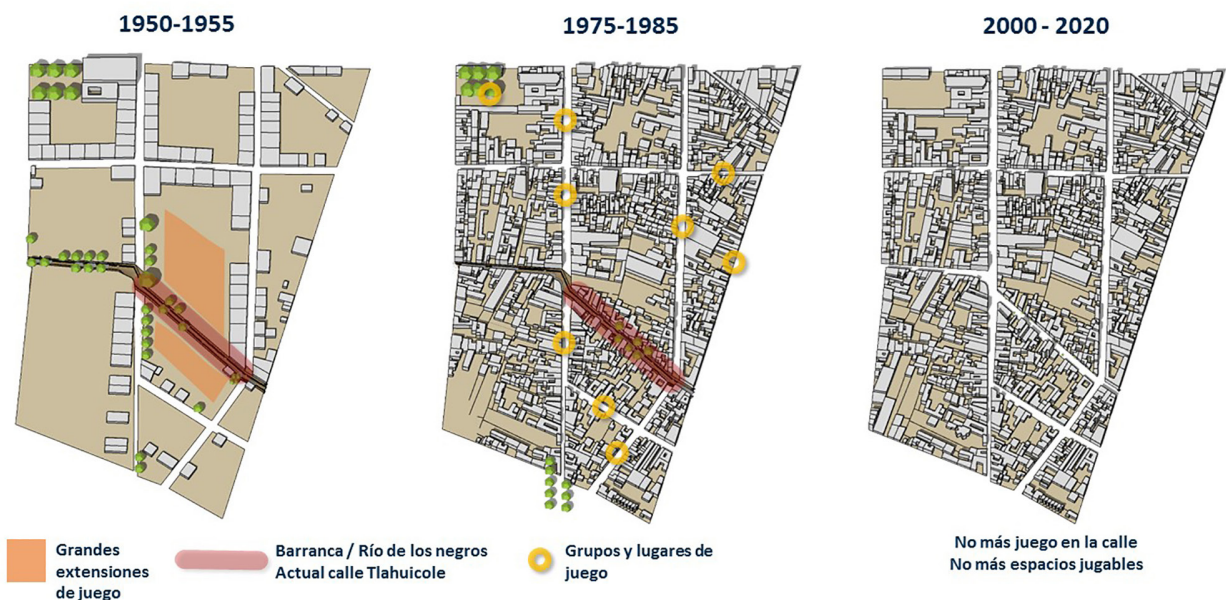 1950-1955
1975-1985
2000 - 2020
Grandes
extensiones
de juego
Barranca / Río de los negros
Actual calle Tlahuicole
Grupos y lugares de
juego
No más juego en la calle
No más espacios jugables